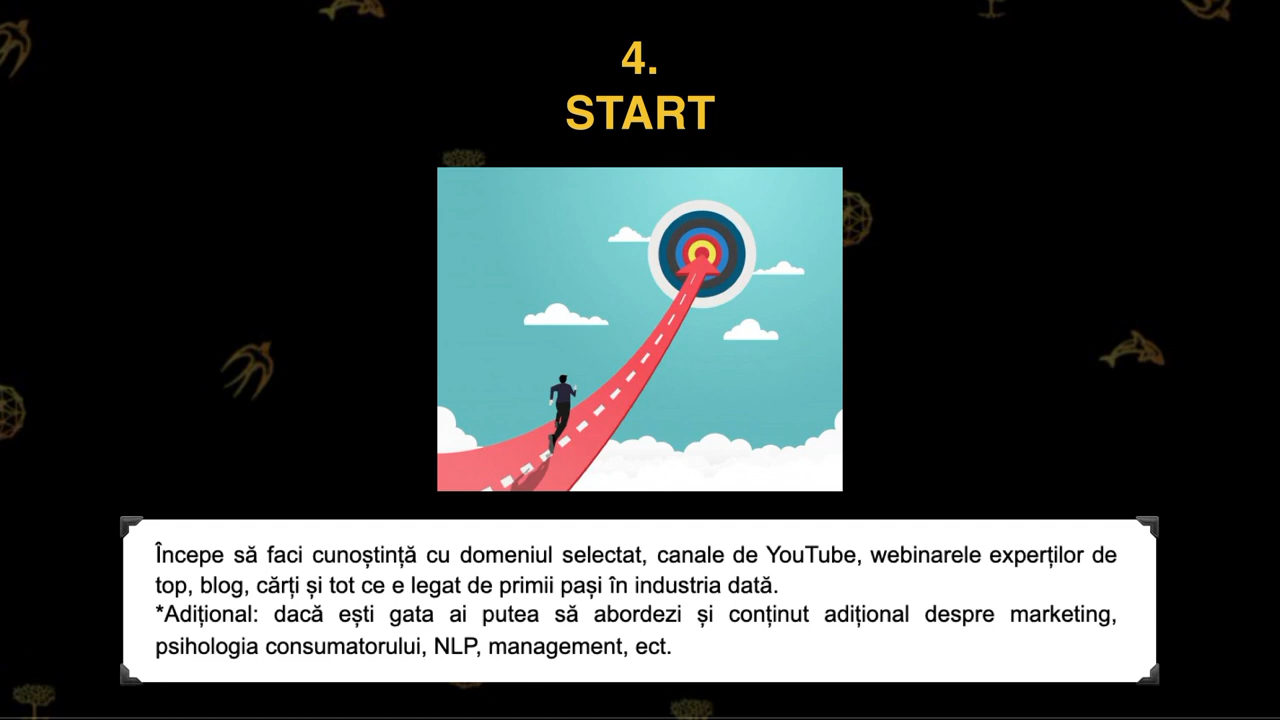 4.
START
Începe să faci cunoștință cu domeniul selectat, canale de YouTube, webinarele experților de
top, blog, cărți și tot ce e legat de primii pași în industria dată.
*Adițional: dacă ești gata ai putea să abordezi și conținut adițional despre marketing,
psihologia consumatorului, NLP, management, ect.